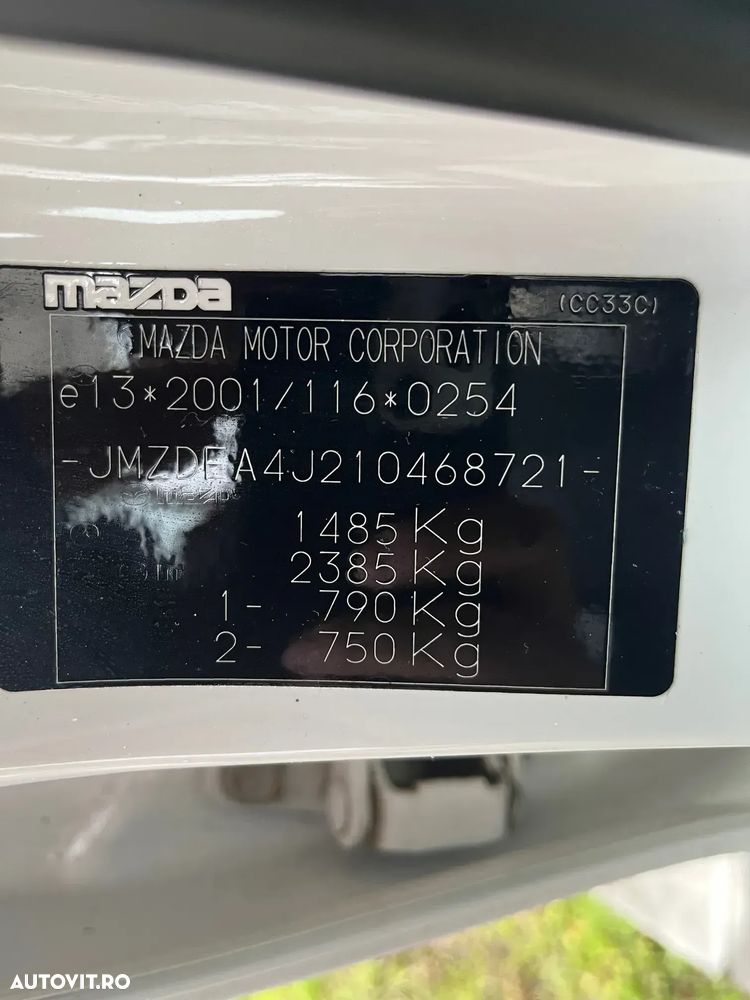 mazda
(CC33C)
MAZDA MOTOR CORPORATION
e13*2001/116*0254
-JMZDEA4J210468721-
1485 Kg
2385 Kg
1- 790 Kg
2- 750 Kg
AUTOVIT.RO